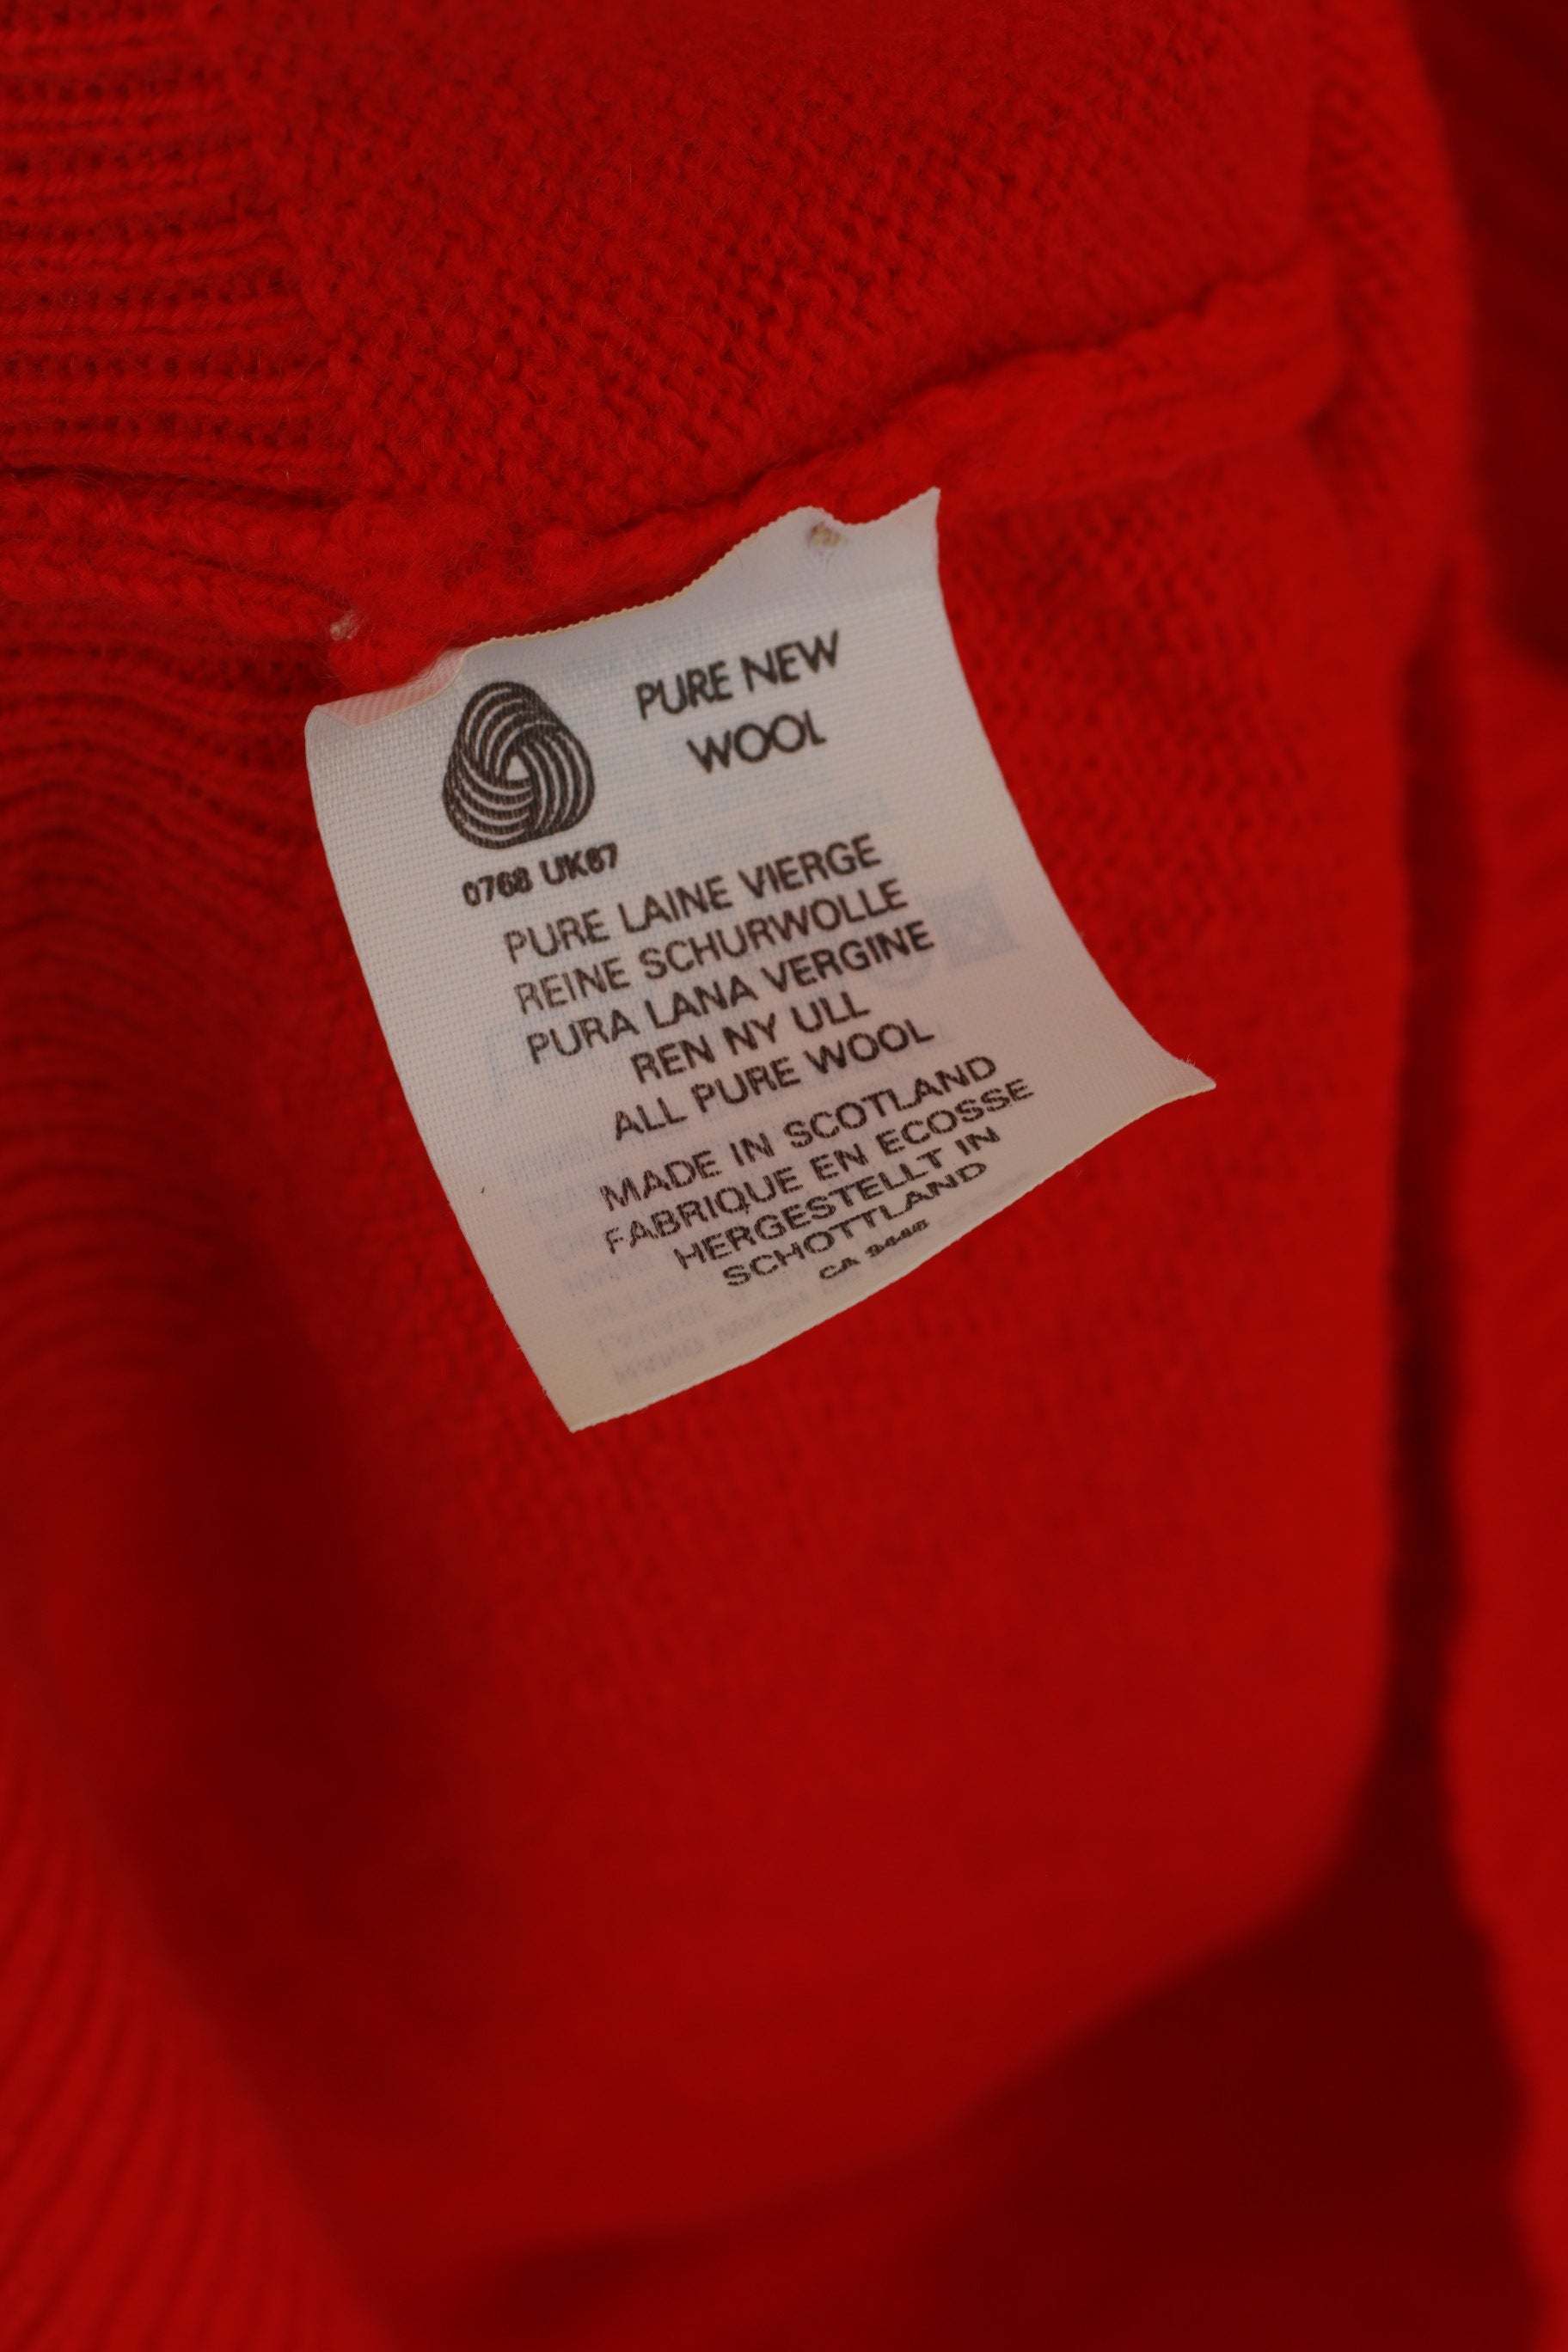 PURE NEW
WOOL
0768 UK67
PURE LAINE VIERGE
REINE SCHURWOLLE
PURA LANA VERGINE
REN NY ULL
ALL PURE WOOL
MADE IN SCOTLAND
FABRIQUE EN ECOSSE
HERGESTELLT IN
SCHOTTLAND
CA